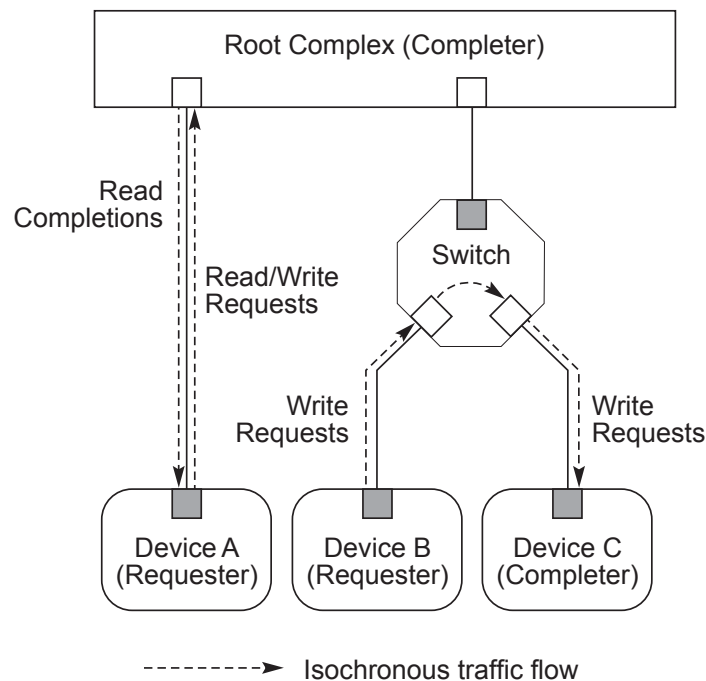 Root Complex (Completer)
Read
Completions
Read/Write
Requests
Switch
Write
Requests
Write
Requests
Device A
(Requester)
Device B
(Requester)
Device C
(Completer)
Isochronous traffic flow